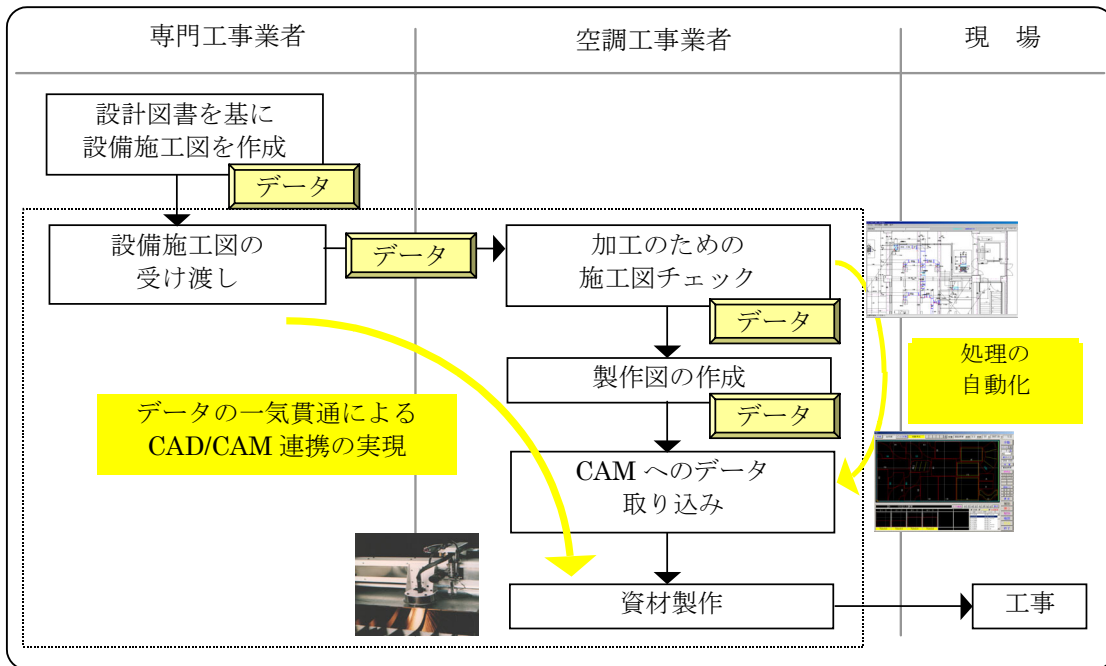 専門工事業者
空調工事業者
現 場
設計図書を基に
設備施工図を作成
データ
設備施工図の
受け渡し
データ
加工のための
施工図チェック
データ
処理の
自動化
製作図の作成
データ
データの一気貫通による
CAD/CAM 連携の実現
CAM へのデータ
取り込み
資材製作
工事